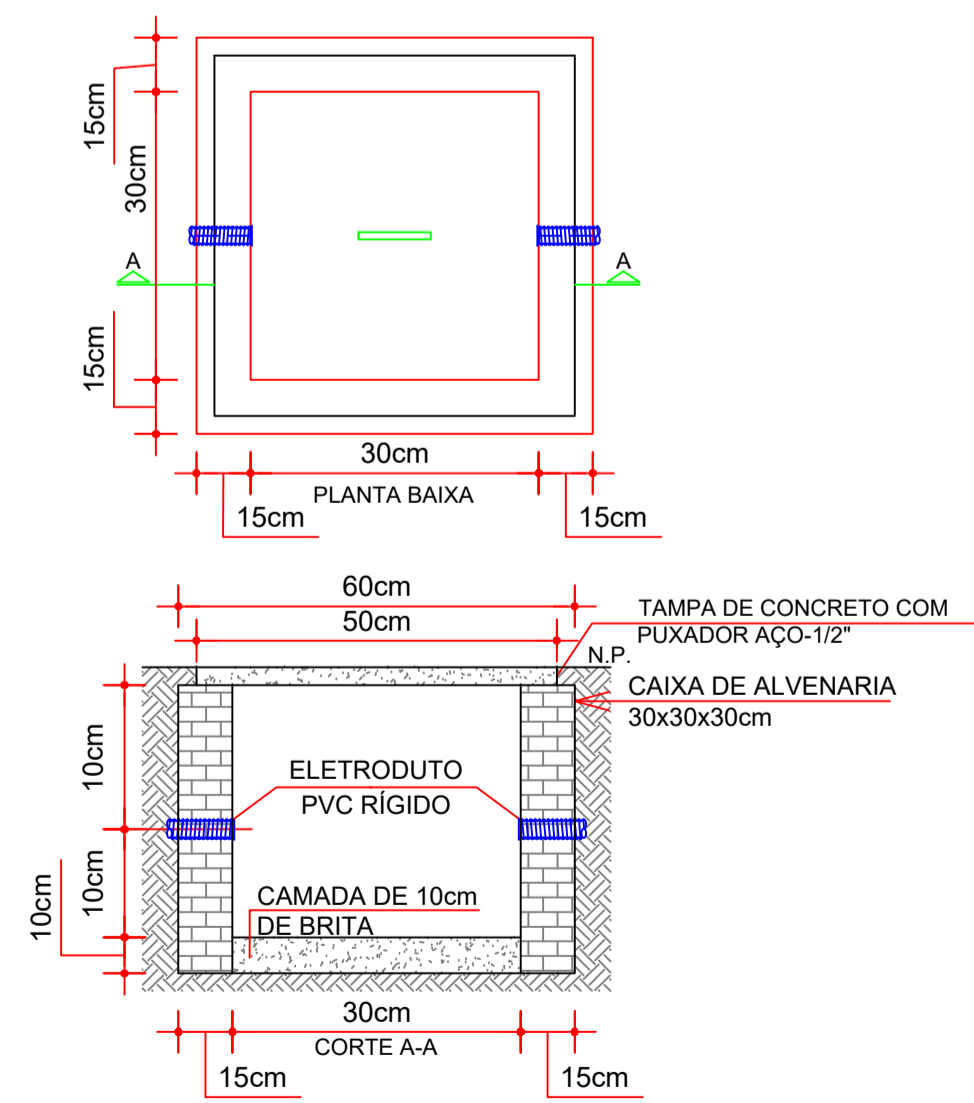 15cm
30cm
A
A
15cm
30cm
PLANTA BAIXA
15cm
15cm
60cm
50cm
TAMPA DE CONCRETO COM
PUXADOR AÇO-1/2"
N.P.
CAIXA DE ALVENARIA
30x30x30cm
10cm
ELETRODUTO
PVC RÍGIDO
10cm
10cm
CAMADA DE 10cm
DE BRITA
30cm
CORTE A-A
15cm
15cm